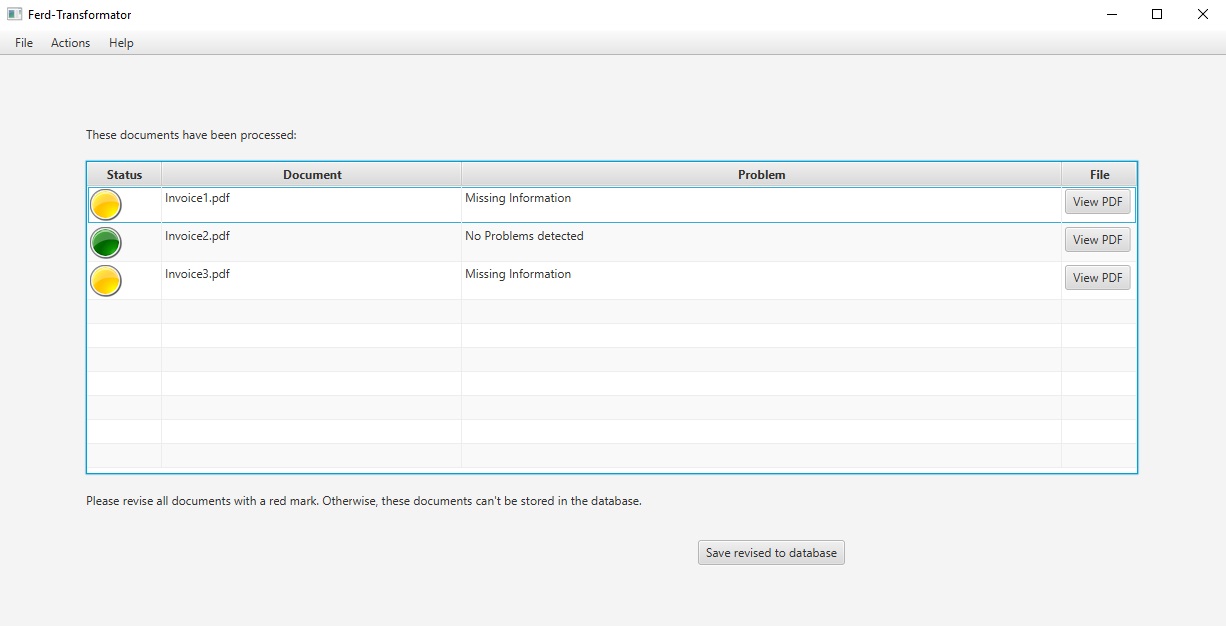 Ferd-Transformator
File Actions Help
These documents have been processed:
Status Document Problem File
Invoice1.pdf Missing Information View PDF
Invoice2.pdf No Problems detected View PDF
Invoice3.pdf Missing Information View PDF
Please revise all documents with a red mark. Otherwise, these documents can't be stored in the database.
Save revised to database